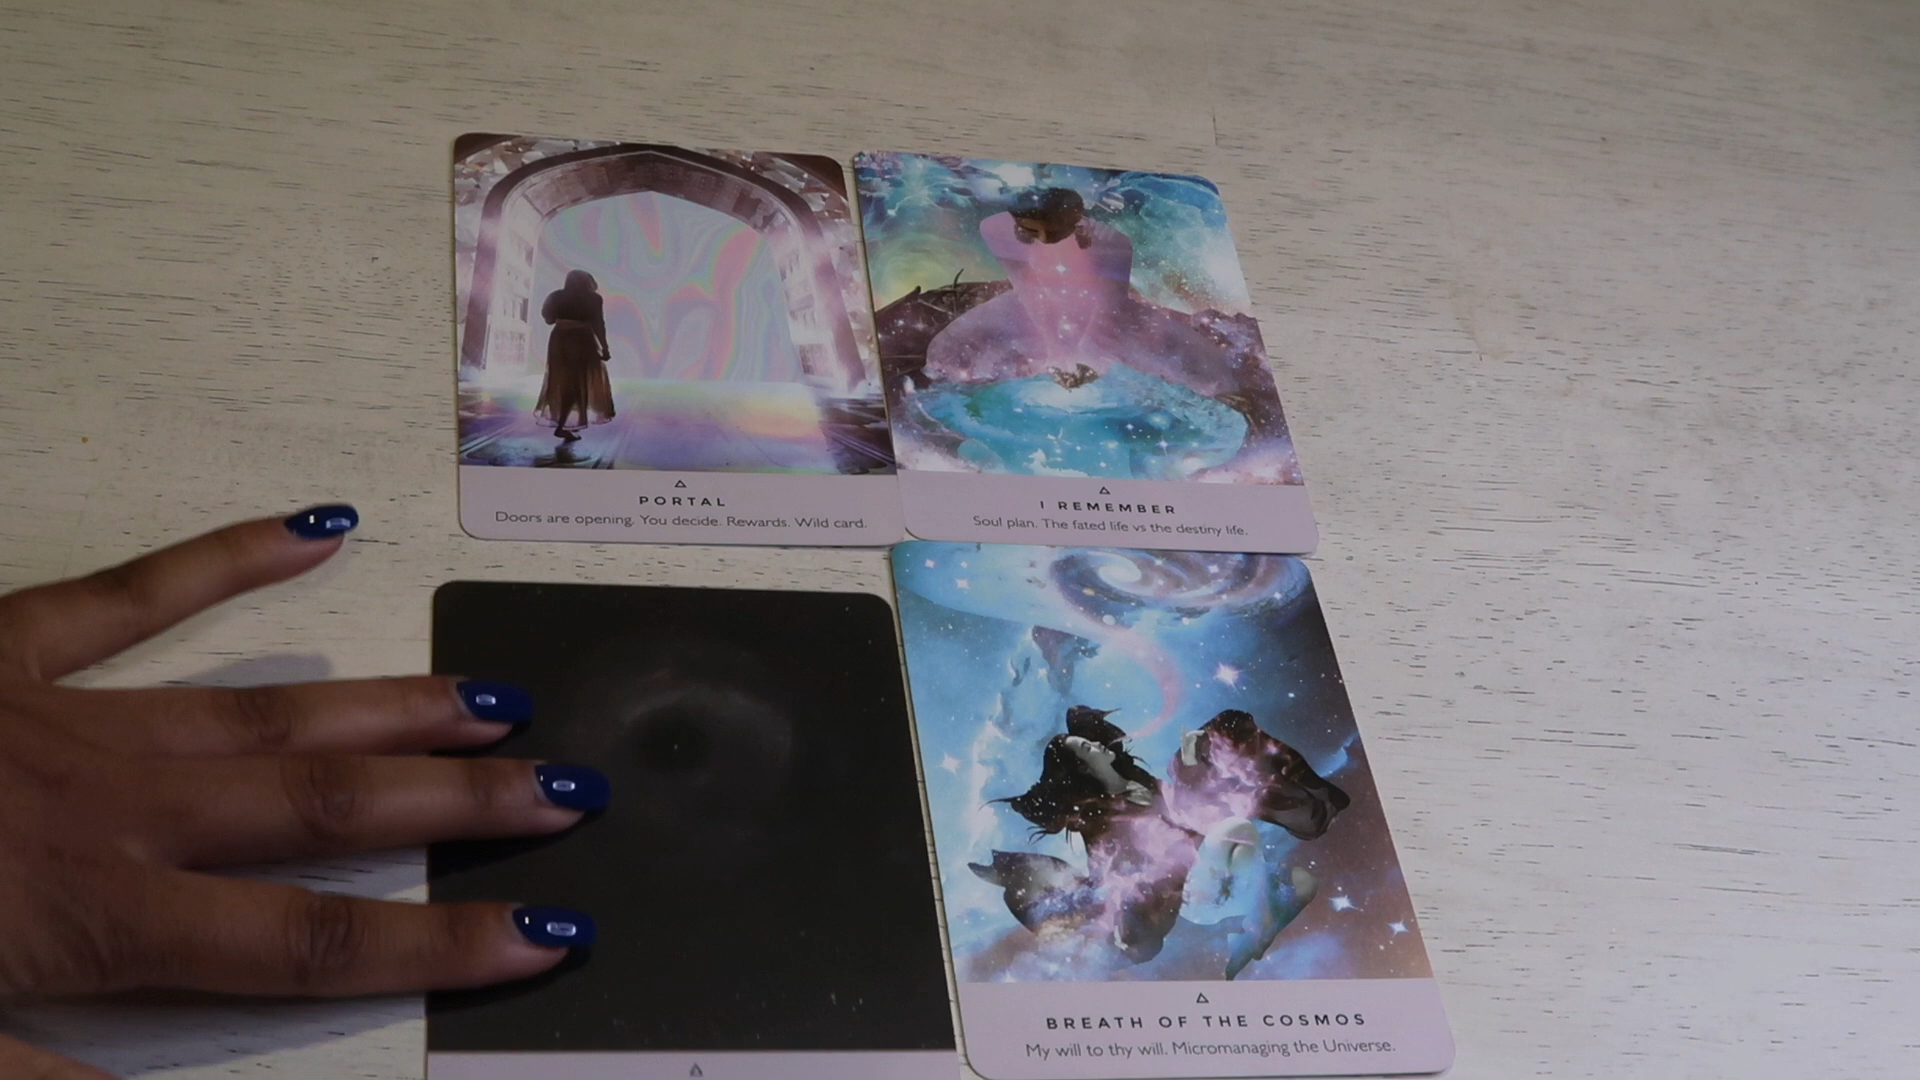 PORTAL
Doors are opening. You decide. Rewards. Wild card.
I REMEMBER
Soul plan. The fated life vs the destiny life.
BREATH OF THE COSMOS
My will to thy will. Micromanaging the Universe.